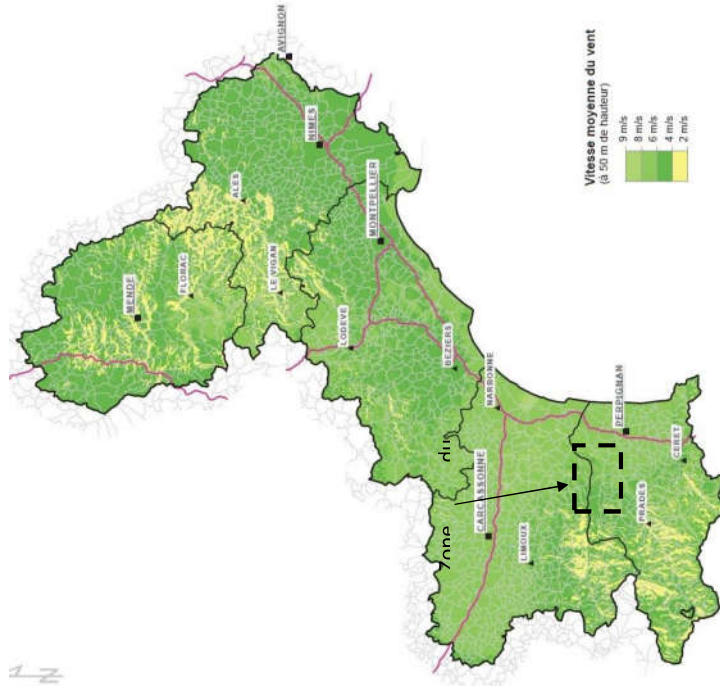 AVIGNON
NIMES
ALES
MENDE
FLORAC
LE VIGAN
MONTPELLIER
LODEVE
BEZIERS
NARBONNE
du
CARCASSONNE
Zone
LIMOUX
PERPIGNAN
CERET
PRADES
Vitesse moyenne du vent
(à 50 m de hauteur)
9 m/s
8 m/s
6 m/s
4 m/s
2 m/s